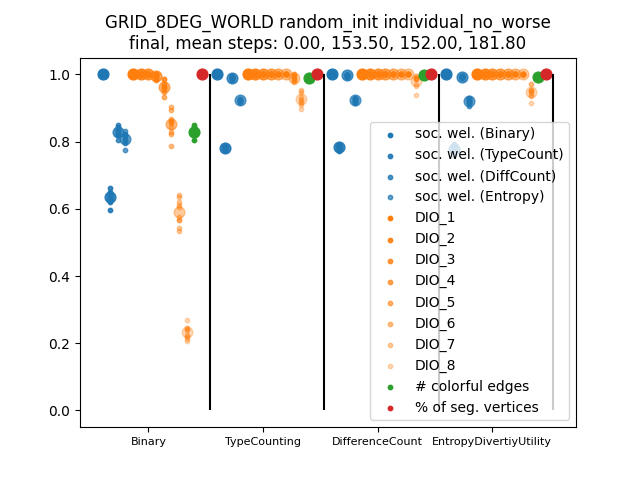 GRID_8DEG_WORLD random_init individual_no_worse
final, mean steps: 0.00, 153.50, 152.00, 181.80
1.0
0.8
0.6
0.4
0.2
0.0
soc. wel. (Binary)
soc. wel. (TypeCount)
soc. wel. (DiffCount)
soc. wel. (Entropy)
DIO_1
DIO_2
DIO_3
DIO_4
DIO_5
DIO_6
DIO_7
DIO_8
# colorful edges
% of seg. vertices
Binary
TypeCounting
DifferenceCount
EntropyDivertiyUtility